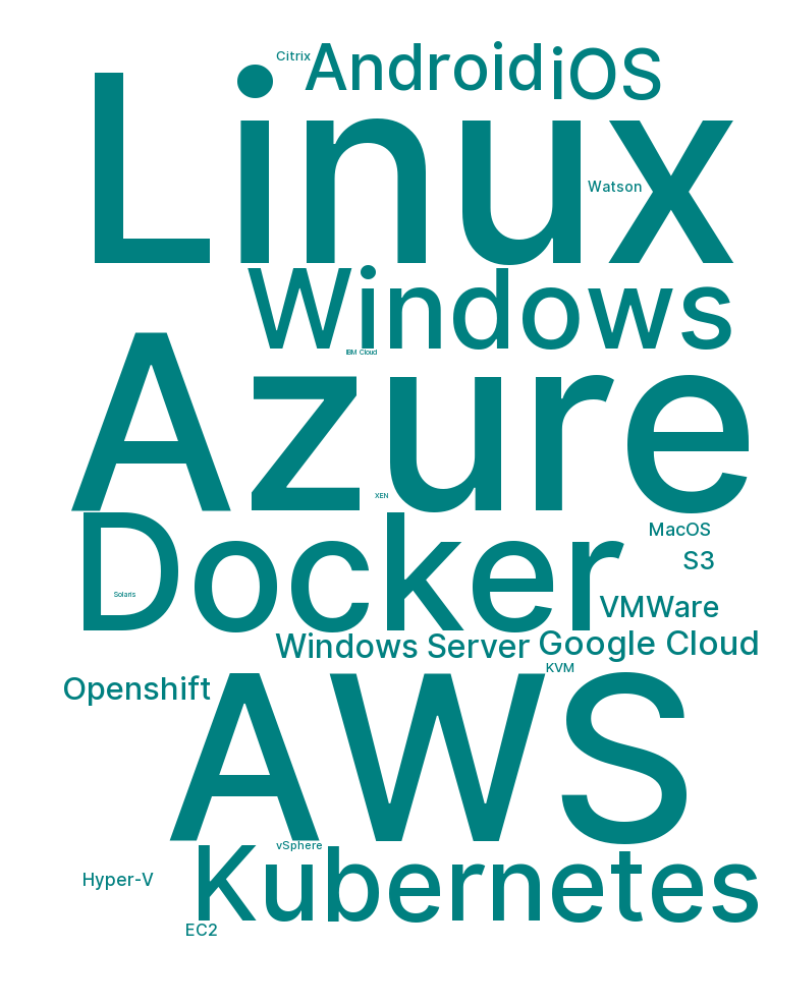 Citrix
Android
iOS
Linux
Watson
Windows
IBM Cloud
Azure
XEN
Docker
MacOS
S3
Solaris
VMWare
Windows Server
Google Cloud
KVM
Openshift
AWS
vSphere
Kubernetes
Hyper-V
EC2